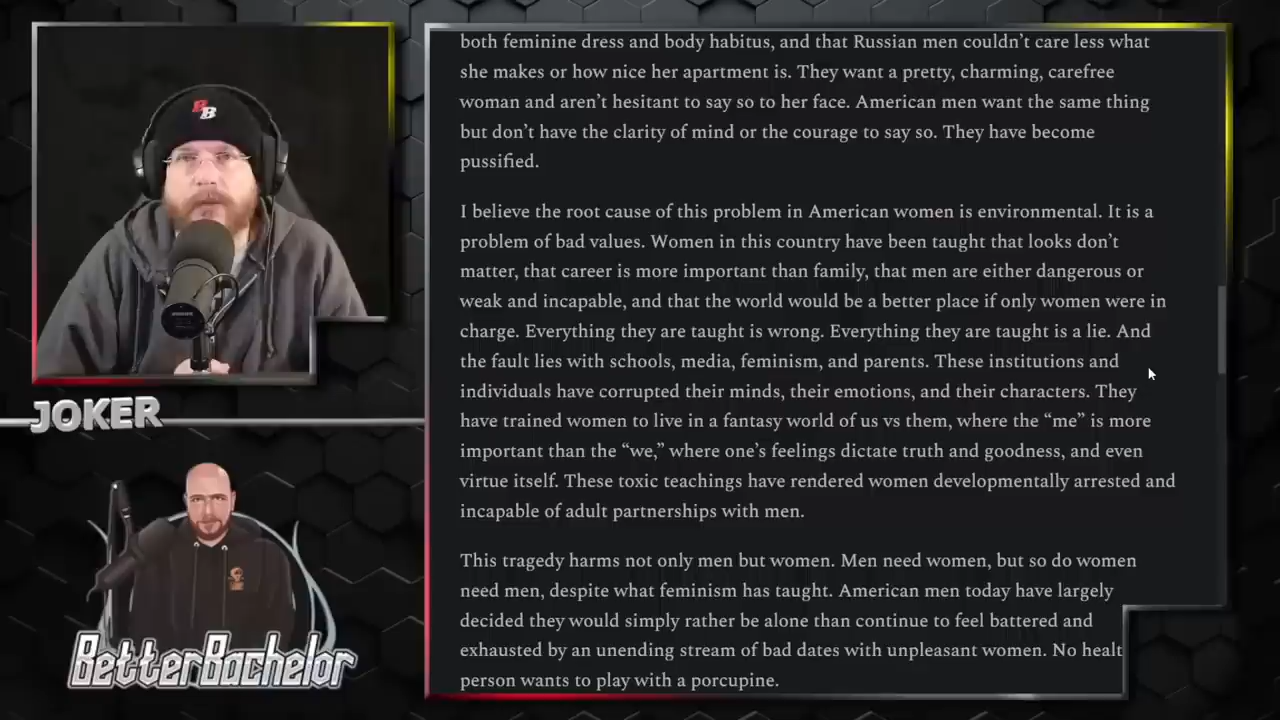 both feminine dress and body habitus, and that Russian men couldn’t care less what
she makes or how nice her apartment is. They want a pretty, charming, carefree
woman and aren’t hesitant to say so to her face. American men want the same thing
but don’t have the clarity of mind or the courage to say so. They have become
pussified.
I believe the root cause of this problem in American women is environmental. It is a
problem of bad values. Women in this country have been taught that looks don’t
matter, that career is more important than family, that men are either dangerous or
weak and incapable, and that the world would be a better place if only women were in
charge. Everything they are taught is wrong. Everything they are taught is a lie. And
the fault lies with schools, media, feminism, and parents. These institutions and
individuals have corrupted their minds, their emotions, and their characters. They
have trained women to live in a fantasy world of us vs them, where the “me” is more
important than the “we,” where one’s feelings dictate truth and goodness, and even
virtue itself. These toxic teachings have rendered women developmentally arrested and
incapable of adult partnerships with men.
This tragedy harms not only men but women. Men need women, but so do women
need men, despite what feminism has taught. American men today have largely
decided they would simply rather be alone than continue to feel battered and
exhausted by an unending stream of bad dates with unpleasant women. No healt
person wants to play with a porcupine.
BB
JOKER
BetterBachelor